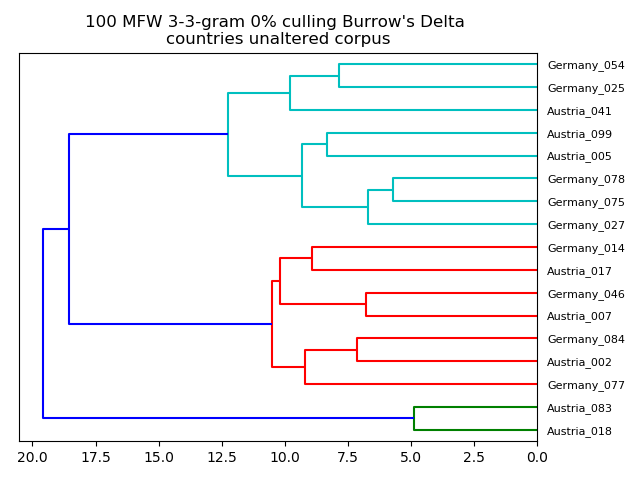 100 MFW 3-3-gram 0% culling Burrow's Delta
countries unaltered corpus
Germany_054
Germany_025
Austria_041
Austria_099
Austria_005
Germany_078
Germany_075
Germany_027
Germany_014
Austria_017
Germany_046
Austria_007
Germany_084
Austria_002
Germany_077
Austria_083
Austria_018
20.0 17.5 15.0 12.5 10.0 7.5 5.0 2.5 0.0